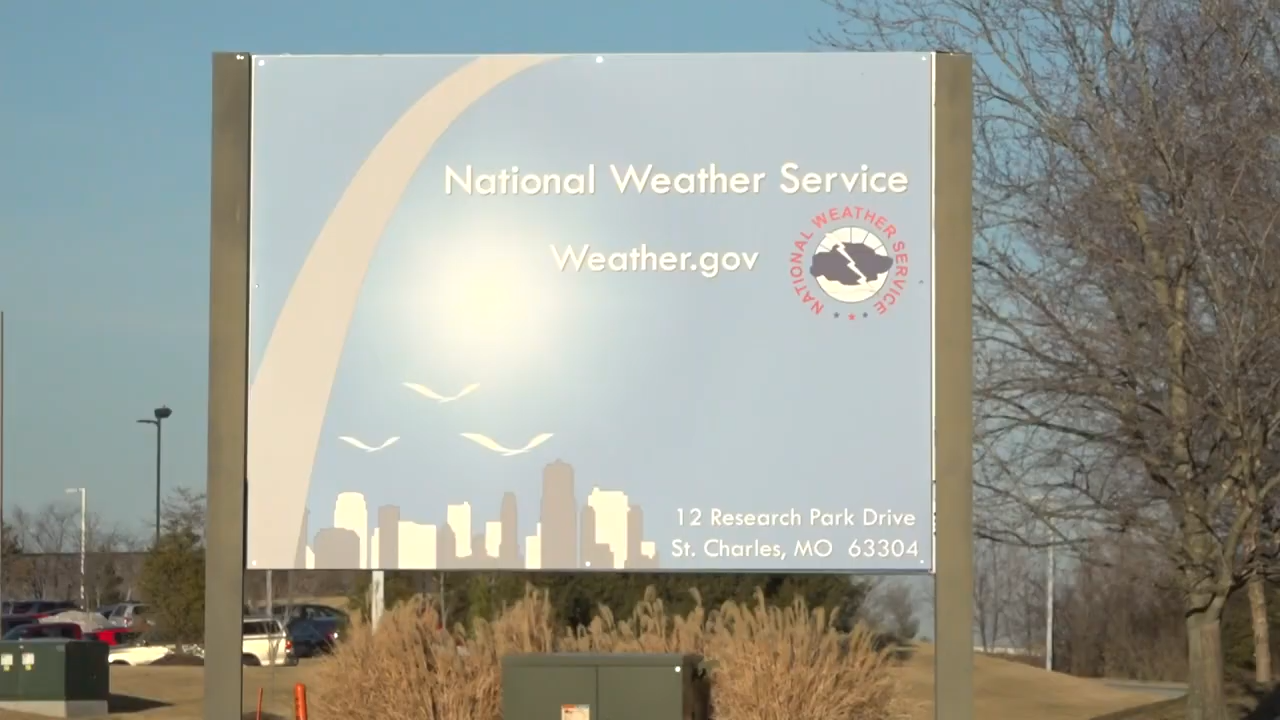 National Weather Service
Weather.gov
NATIONAL WEATHER SERVICE
12 Research Park Drive
St. Charles, MO 63304